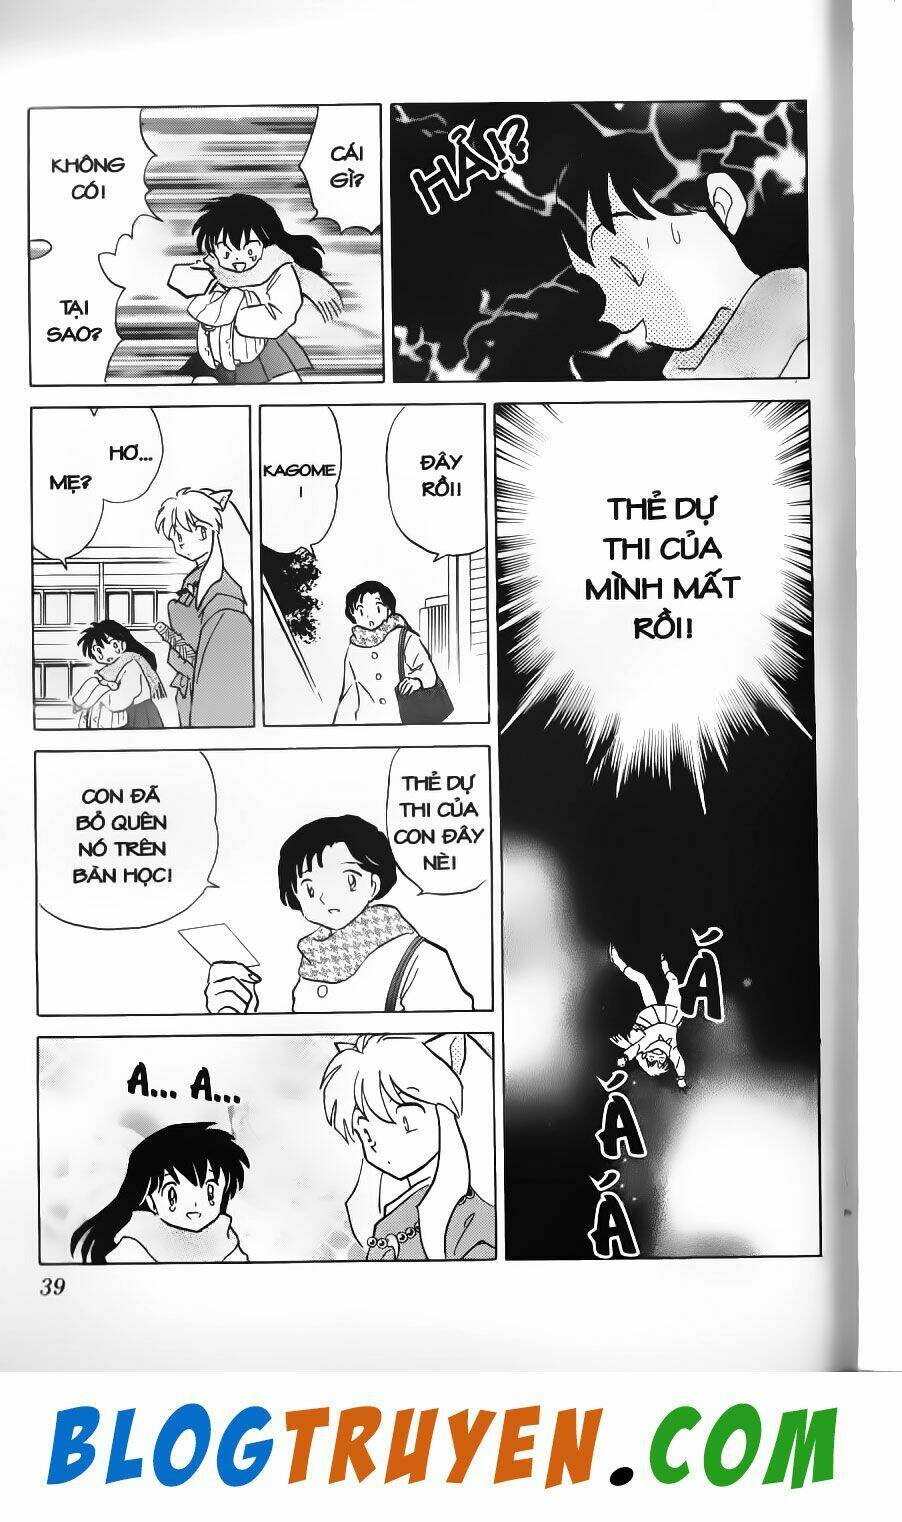 HẢ!?
CÁI
GÌ?
KHÔNG
CÓ!
TẠI
SAO?
THẺ DỰ
THI CỦA
MÌNH MẤT
RỒI!
Á
Á
Á
ĐÂY
RỒI!
KAGOME
!
HƠ...
MẸ?
THẺ DỰ
THI CỦA
CON ĐÂY
NÈ!
CON ĐÃ
BỎ QUÊN
NÓ TRÊN
BÀN HỌC!
A... A...
39
BLOGTRUYEN.COM